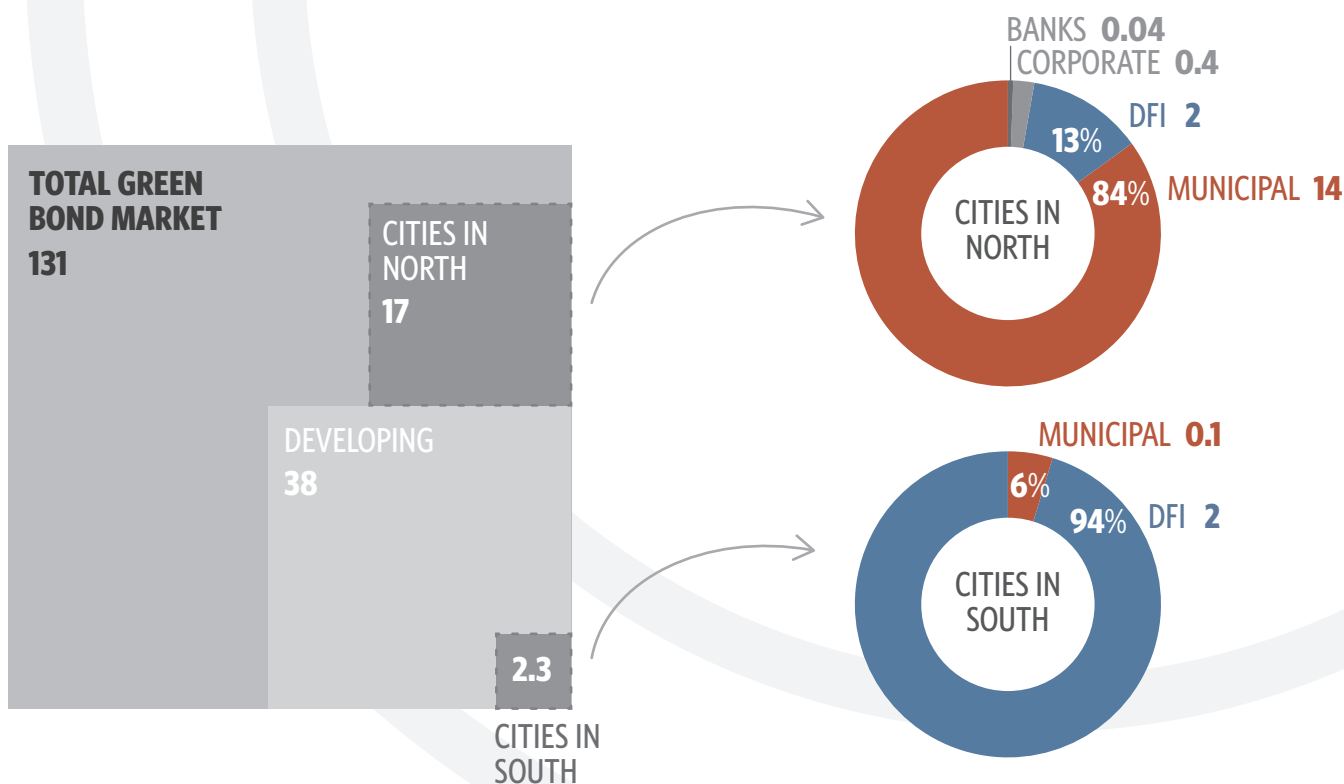 TOTAL GREEN
BOND MARKET
131
CITIES IN
NORTH
17
DEVELOPING
38
2.3
CITIES IN
SOUTH
BANKS 0.04
CORPORATE 0.4
DFI 2
13%
MUNICIPAL 14
84%
CITIES IN
NORTH
MUNICIPAL 0.1
6%
94%
DFI 2
CITIES IN
SOUTH